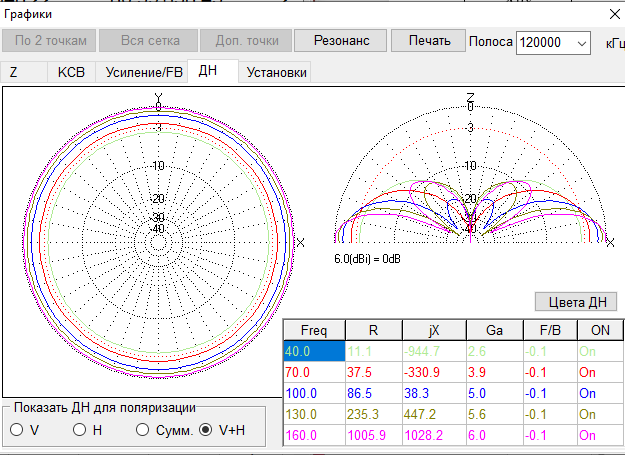 Графики
По 2 точкам Вся сетка Доп. точки Резонанс Печать Полоса 120000 кГц
Z КСВ Усиление/FB ДН Установки
Y
0
-3
-10
-20
-30
-40
X
Z
0
-3
-10
-20
-30
-40
X
6.0(dBi) = 0dB
Цвета ДН
Freq R jX Ga F/B ON
40.0 11.1 -944.7 2.6 -0.1 On
70.0 37.5 -330.9 3.9 -0.1 On
100.0 86.5 38.3 5.0 -0.1 On
130.0 235.3 447.2 5.6 -0.1 On
160.0 1005.9 1028.2 6.0 -0.1 On
Показать ДН для поляризации
V H Сумм. V+H